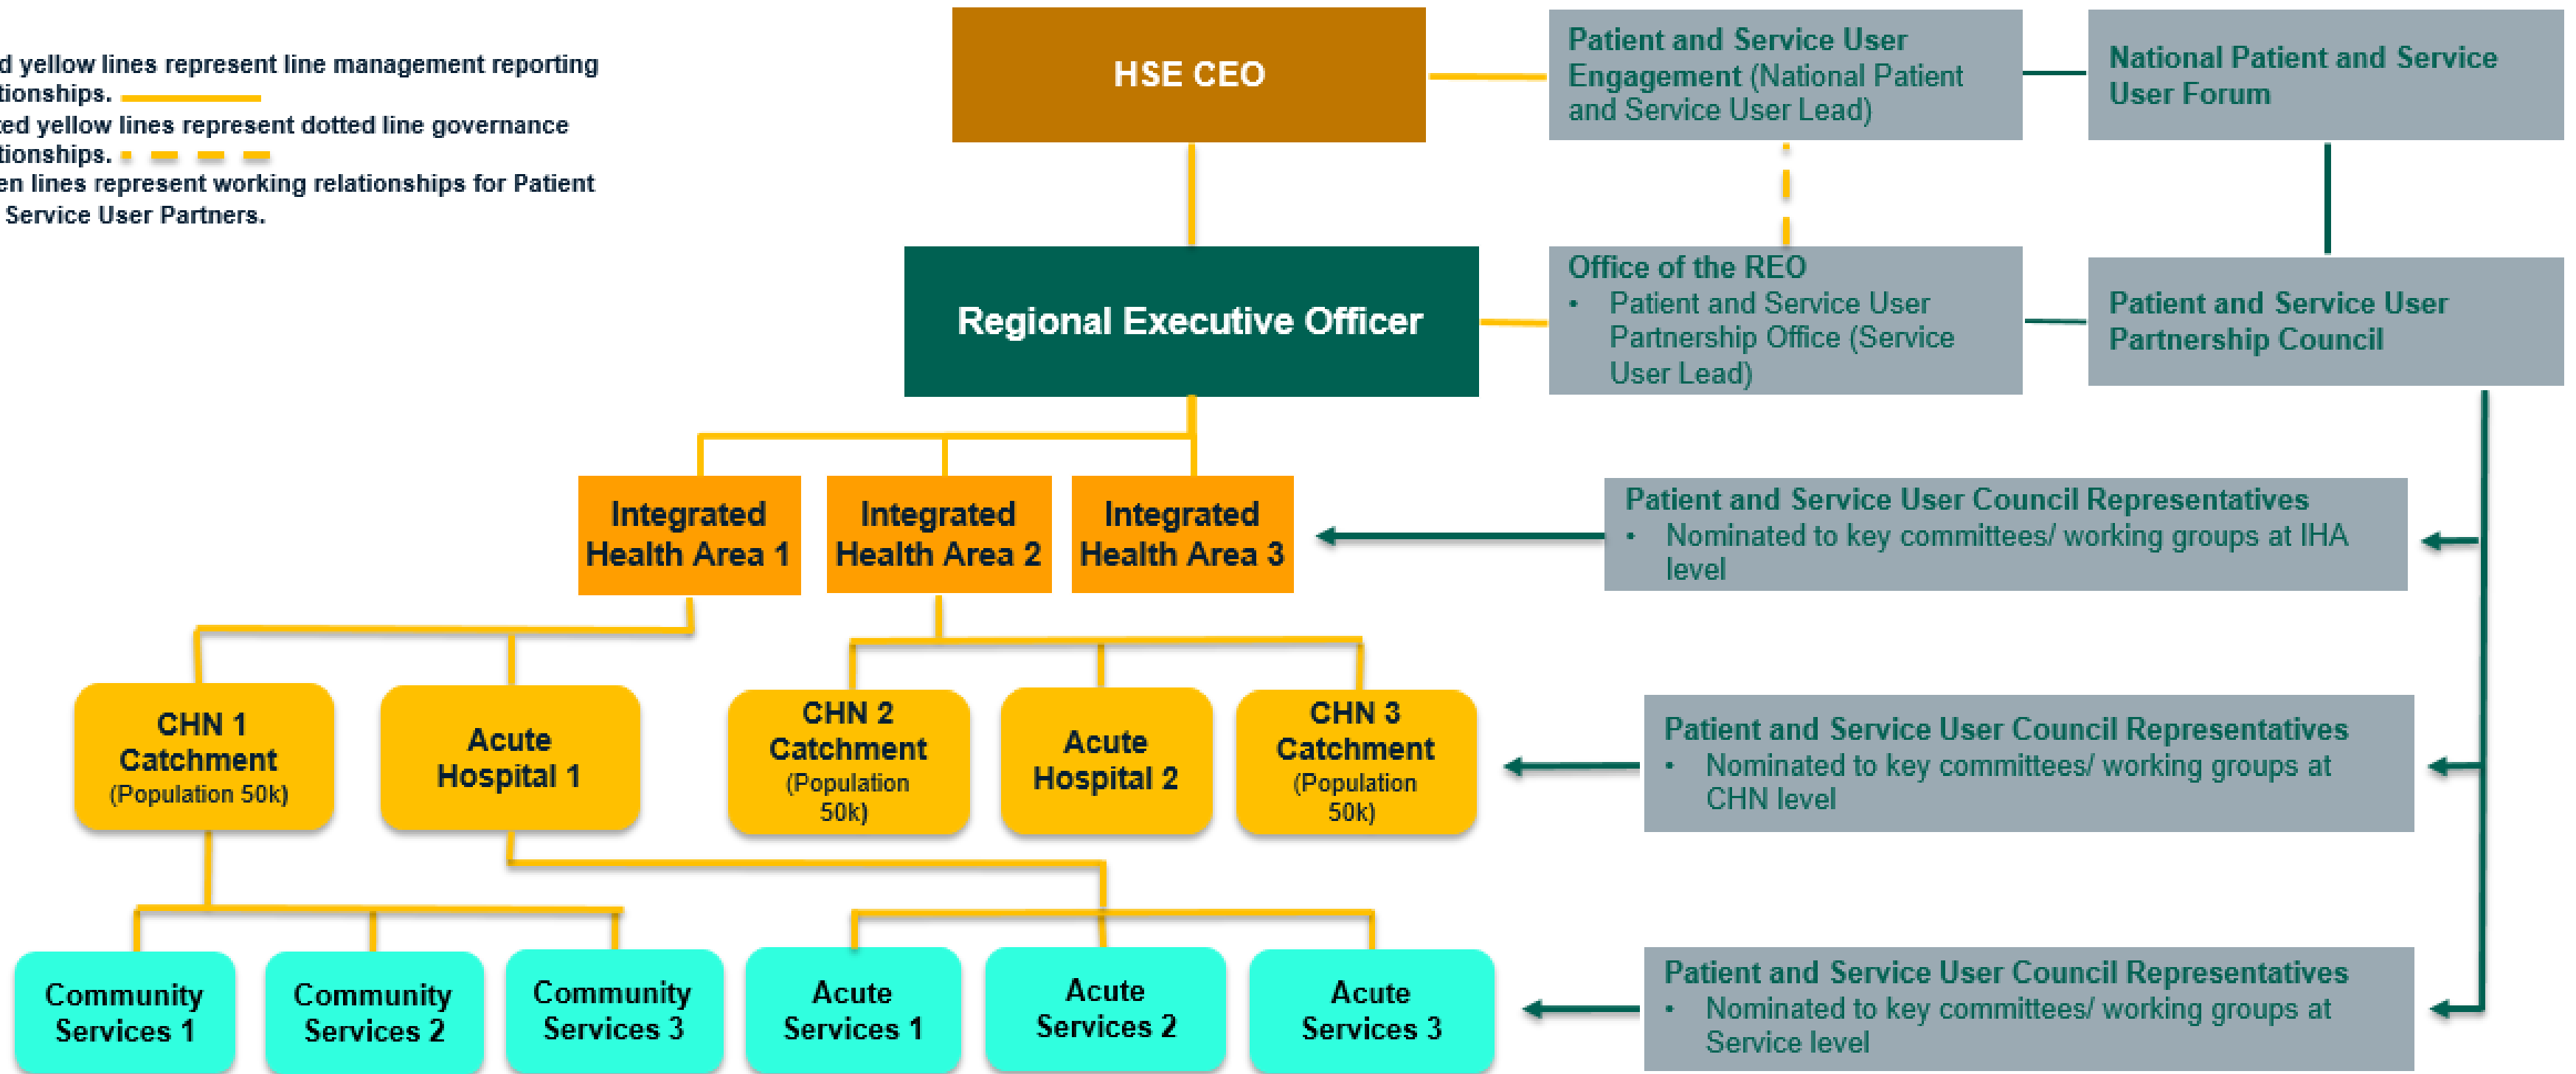 d yellow lines represent line management reporting
tionships.
ted yellow lines represent dotted line governance
tionships.
en lines represent working relationships for Patient
Service User Partners.
HSE CEO
Patient and Service User
Engagement (National Patient
and Service User Lead)
National Patient and Service
User Forum
Regional Executive Officer
Office of the REO
• Patient and Service User
Partnership Office (Service
User Lead)
Patient and Service User
Partnership Council
Integrated
Health Area 1
Integrated
Health Area 2
Integrated
Health Area 3
Patient and Service User Council Representatives
• Nominated to key committees/ working groups at IHA
level
CHN 1
Catchment
(Population 50k)
Acute
Hospital 1
CHN 2
Catchment
(Population
50k)
Acute
Hospital 2
CHN 3
Catchment
(Population
50k)
Patient and Service User Council Representatives
• Nominated to key committees/ working groups at
CHN level
Community
Services 1
Community
Services 2
Community
Services 3
Acute
Services 1
Acute
Services 2
Acute
Services 3
Patient and Service User Council Representatives
• Nominated to key committees/ working groups at
Service level